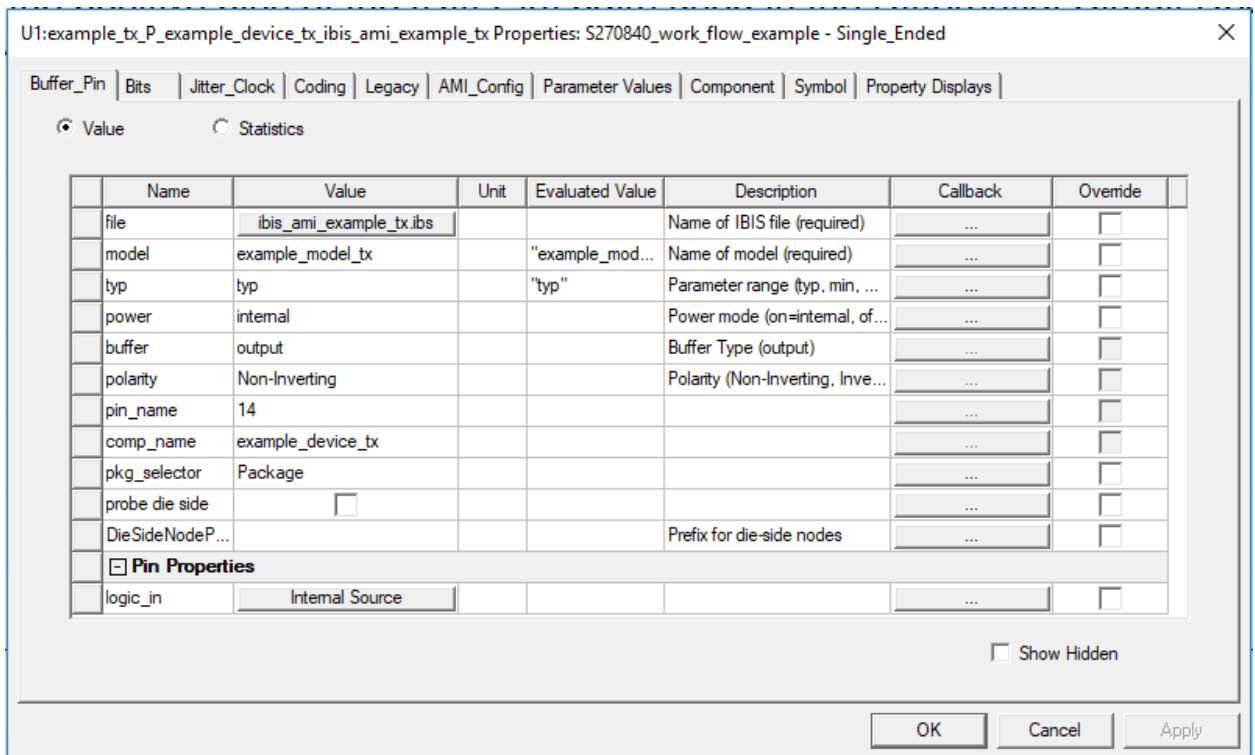 U1:example_tx_P_example_device_tx_ibis_ami_example_tx Properties: S270840_work_flow_example - Single_Ended
Buffer_Pin Bits Jitter_Clock Coding Legacy AMI_Config Parameter Values Component Symbol Property Displays
Value Statistics
Name Value Unit Evaluated Value Description Callback Override
file ibis_ami_example_tx.ibs Name of IBIS file (required) ...
model example_model_tx "example_mod... Name of model (required) ...
typ typ "typ" Parameter range (typ, min, ... ...
power internal Power mode (on=internal, of... ...
buffer output Buffer Type (output) ...
polarity Non-Inverting Polarity (Non-Inverting, Inve... ...
pin_name 14 ...
comp_name example_device_tx ...
pkg_selector Package ...
probe die side ...
DieSideNodeP... Prefix for die-side nodes ...
Pin Properties
logic_in Internal Source ...
Show Hidden
OK Cancel Apply